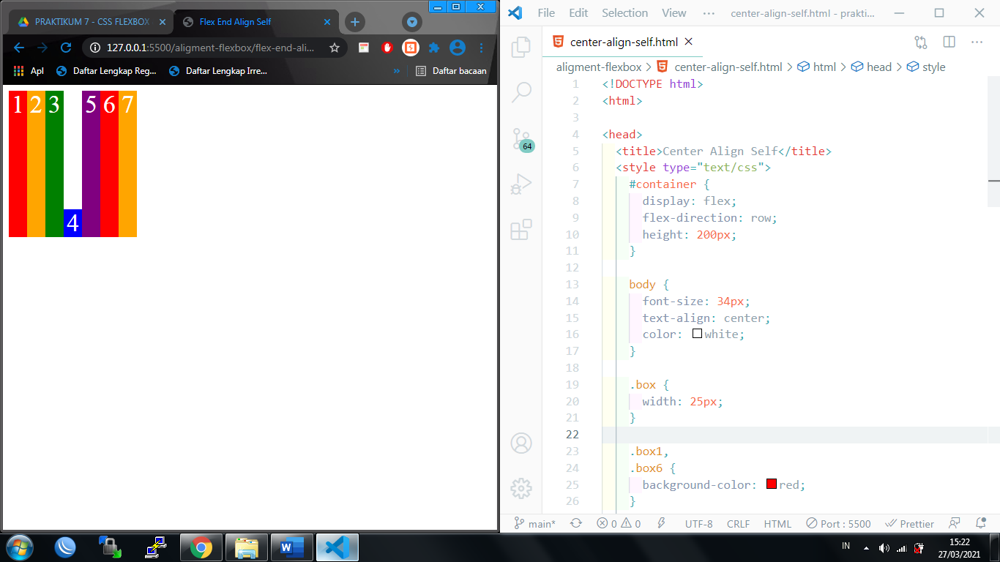 PRAKTIKUM 7 - CSS FLEXBOX
Flex End Align Self
127.0.0.1:5500/aligment-flexbox/flex-end-ali...
Apl
Daftar Lengkap Reg...
Daftar Lengkap Irre...
»
Daftar bacaan
1 2 3 5 6 7
4
File Edit Selection View ··· center-align-self.html - prakti...
center-align-self.html
aligment-flexbox > center-align-self.html > html > head > style
1 <!DOCTYPE html>
2 <html>
3
4 <head>
5 <title>Center Align Self</title>
6 <style type="text/css">
7 #container {
8 display: flex;
9 flex-direction: row;
10 height: 200px;
11 }
12
13 body {
14 font-size: 34px;
15 text-align: center;
16 color: white;
17 }
18
19 .box {
20 width: 25px;
21 }
22
23 .box1,
24 .box6 {
25 background-color: red;
26 }
64
main* 0 0 UTF-8 CRLF HTML Port : 5500 Prettier
W
IN
15:22
27/03/2021